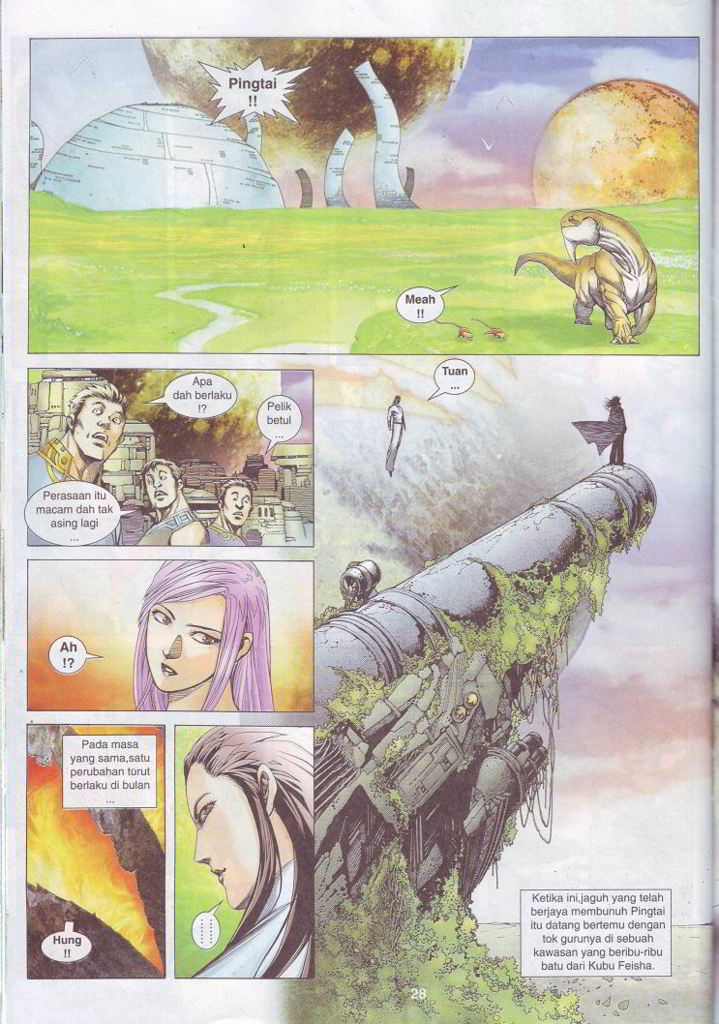 Pingtai
!!
Meah
!!
Apa
dah berlaku
!?
Pelik
betul
...
Perasaan itu
macam dah tak
asing lagi
...
Tuan
...
Ah
!?
Pada masa
yang sama,satu
perubahan turut
berlaku di bulan
...
Hung
!!
......
Ketika ini,jaguh yang telah
berjaya membunuh Pingtai
itu datang bertemu dengan
tok gurunya di sebuah
kawasan yang beribu-ribu
batu dari Kubu Feisha.
28